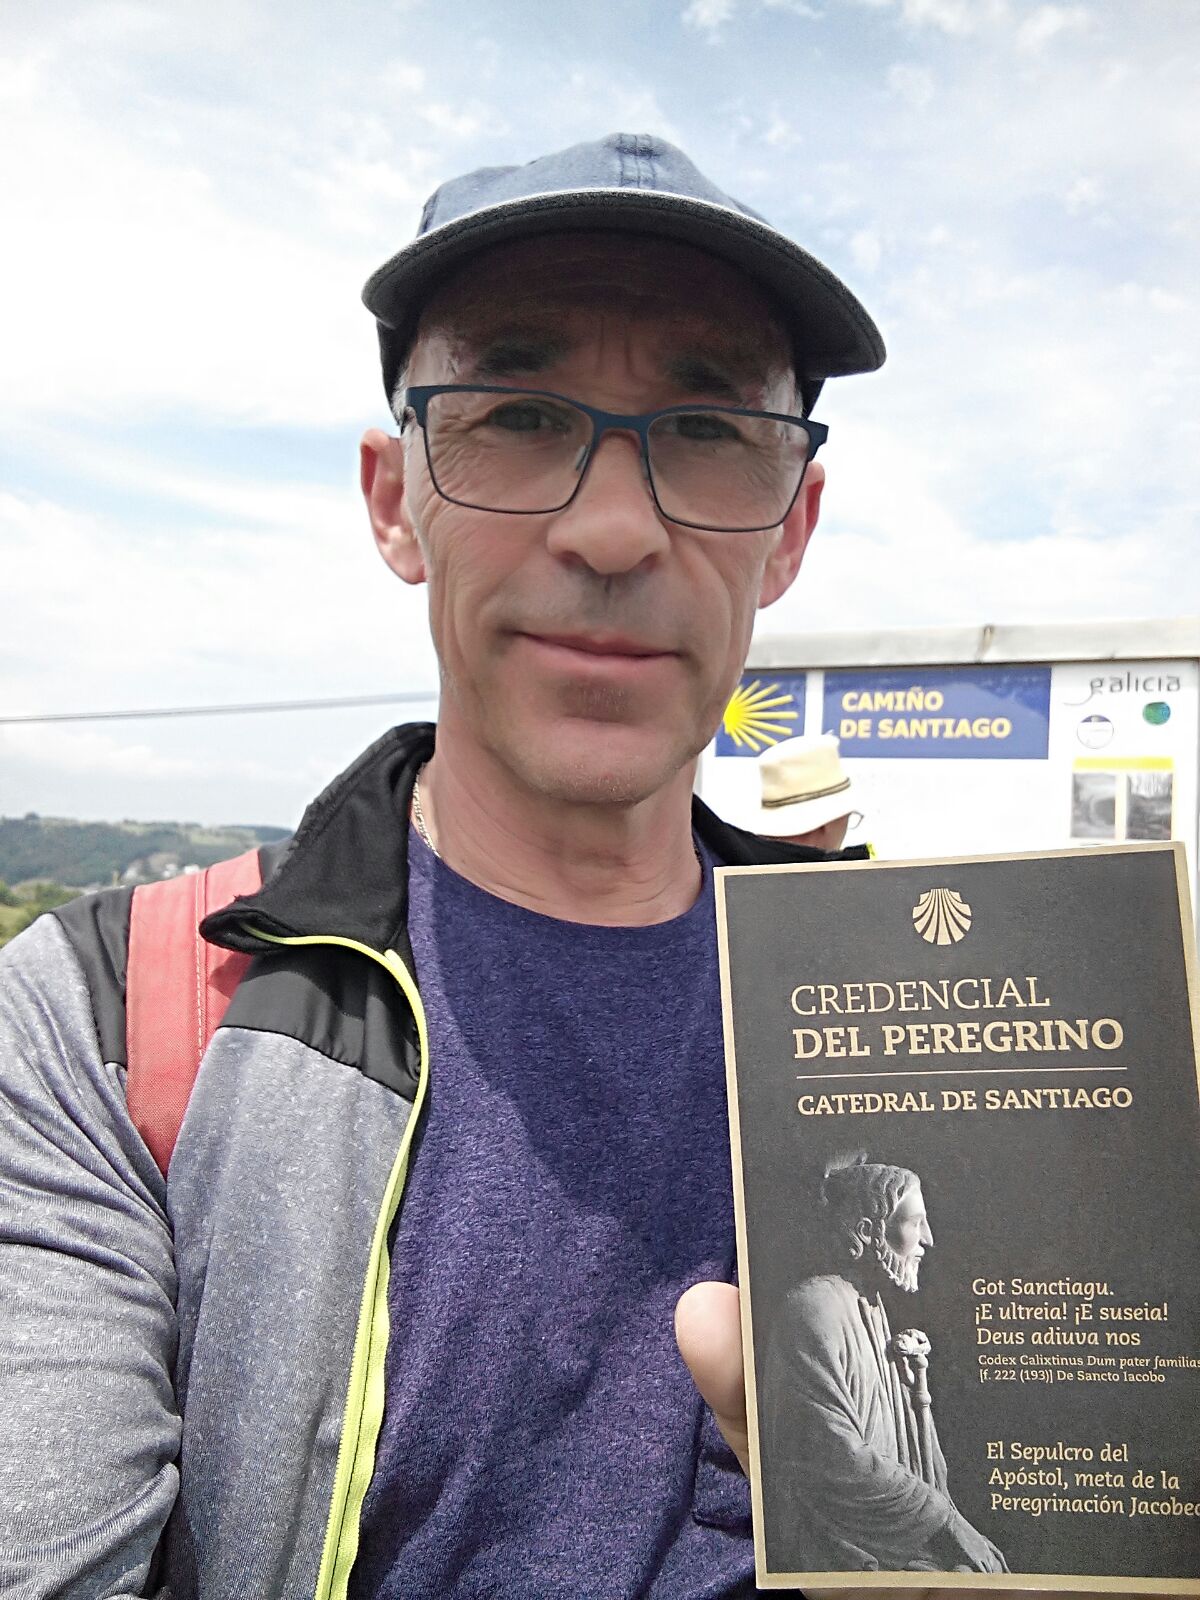 CAMIÑO
DE SANTIAGO
galicia
CREDENCIAL
DEL PEREGRINO
CATEDRAL DE SANTIAGO
Got Sanctiagu.
¡E ultreia! ¡E suseia!
Deus adiuva nos
Codex Calixtinus Dum pater familias
[f. 222 (193)] De Sancto Iacobo
El Sepulcro del
Apóstol, meta de la
Peregrinación Jacobea